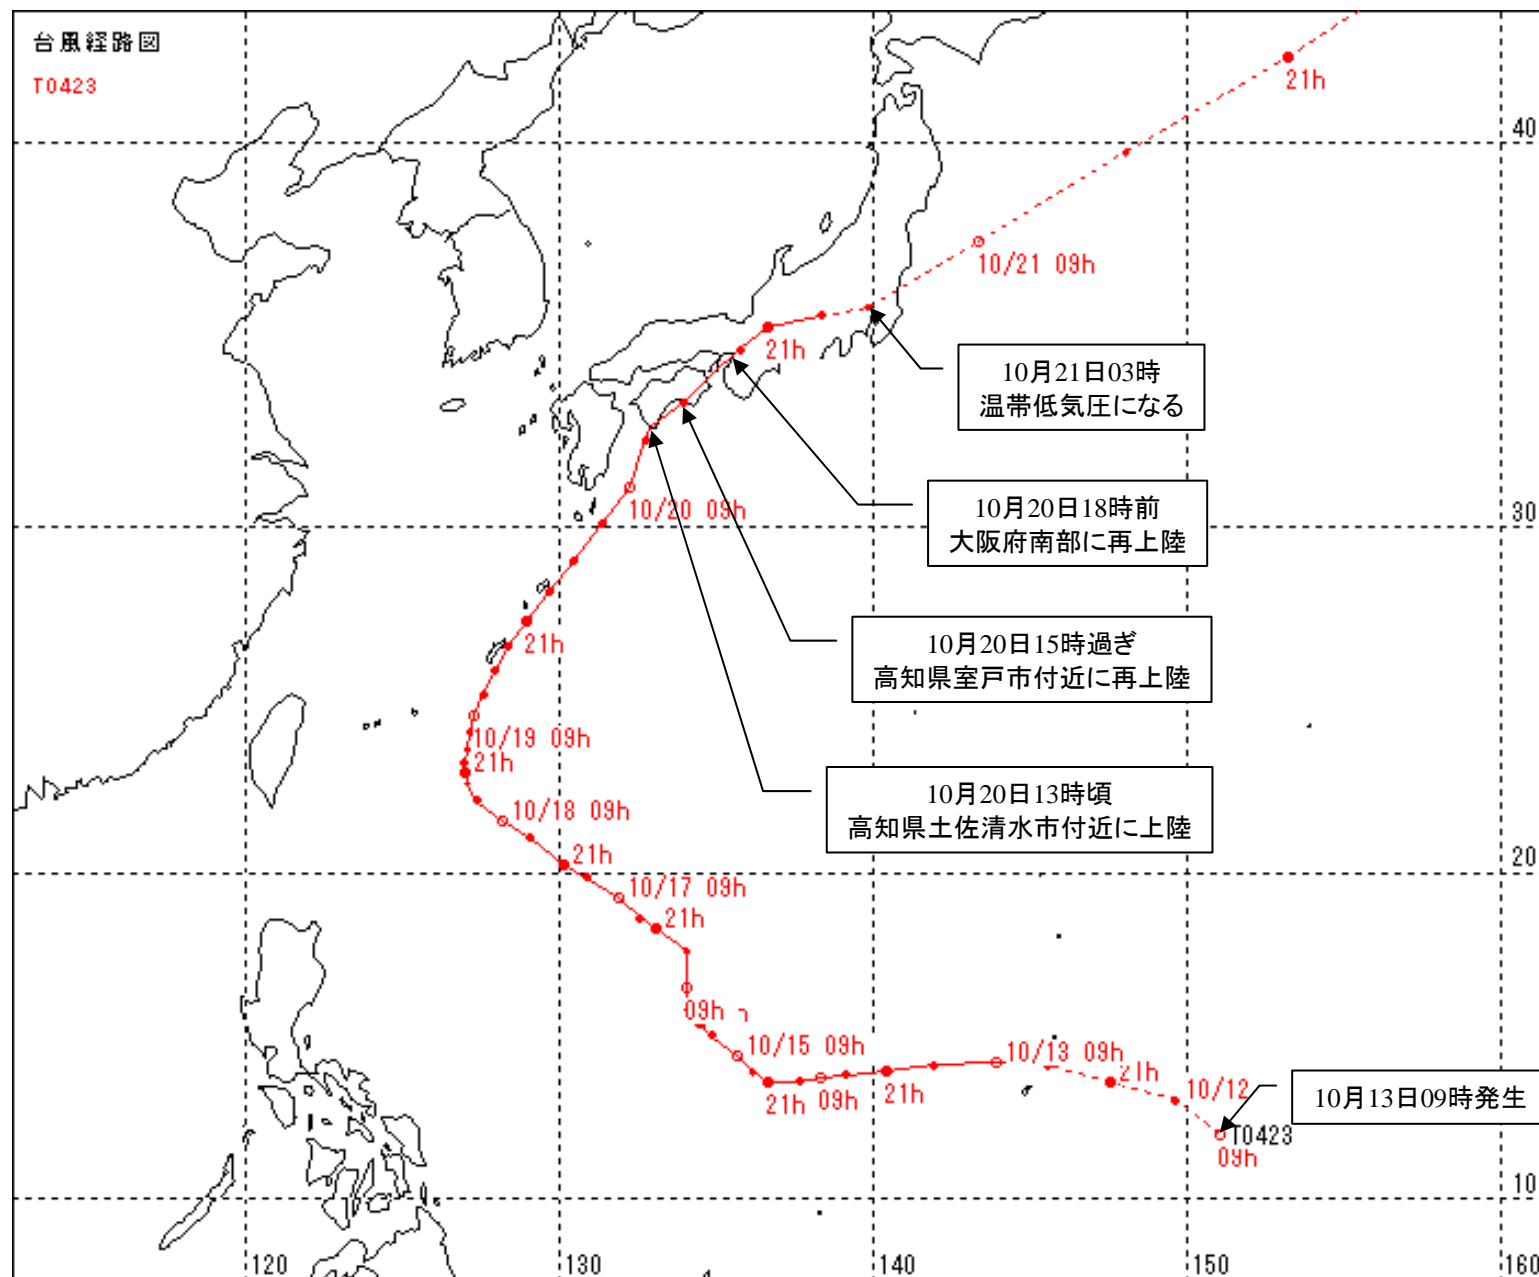 台風経路図
T0423
21h
40
10/21 09h
21h
10月21日03時
温帯低気圧になる
10/20 09h
10月20日18時前
大阪府南部に再上陸
30
21h
10月20日15時過ぎ
高知県室戸市付近に再上陸
10/19 09h
21h
10月20日13時頃
高知県土佐清水市付近に上陸
10/18 09h
21h
20
10/17 09h
21h
09h
10/15 09h
10/13 09h
21h
09h
21h
21h
10/12
10月13日09時発生
T0423
09h
10
120
130
140
150
160